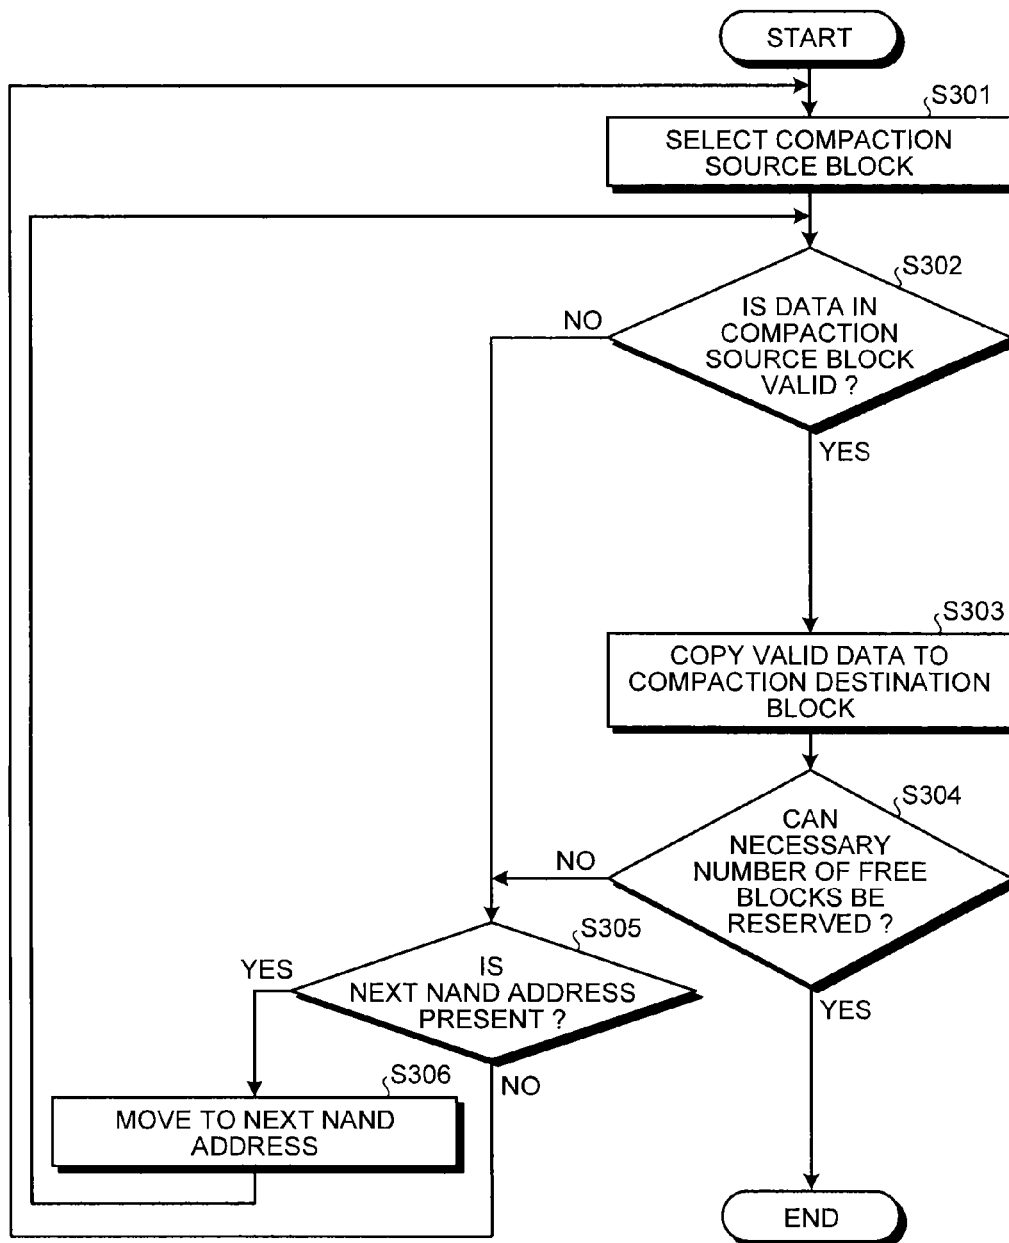 START
S301
SELECT COMPACTION
SOURCE BLOCK
S302
IS DATA IN
COMPACTION
SOURCE BLOCK
VALID ?
NO
YES
S303
COPY VALID DATA TO
COMPACTION DESTINATION
BLOCK
S304
CAN
NECESSARY
NUMBER OF FREE
BLOCKS BE
RESERVED ?
NO
YES
S305
IS
NEXT NAND ADDRESS
PRESENT ?
YES
NO
S306
MOVE TO NEXT NAND
ADDRESS
END